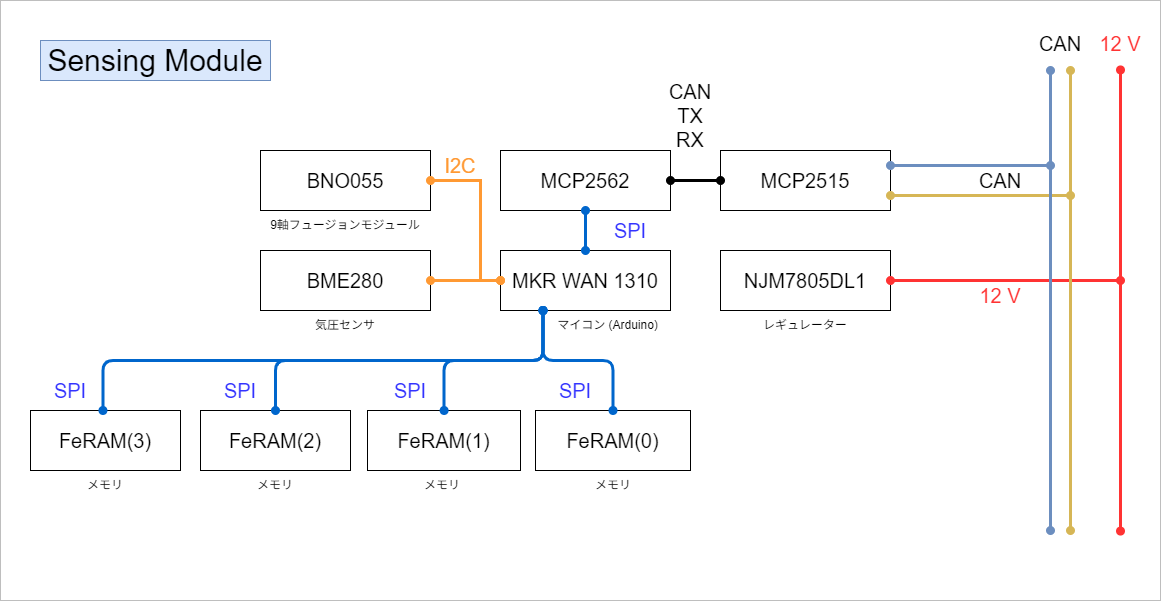 Sensing Module
CAN
12 V
CAN
TX
RX
BNO055
I2C
MCP2562
MCP2515
CAN
9軸フュージョンモジュール
SPI
BME280
MKR WAN 1310
NJM7805DL1
12 V
気圧センサ
マイコン (Arduino)
レギュレーター
SPI
SPI
SPI
SPI
FeRAM(3)
FeRAM(2)
FeRAM(1)
FeRAM(0)
メモリ
メモリ
メモリ
メモリ